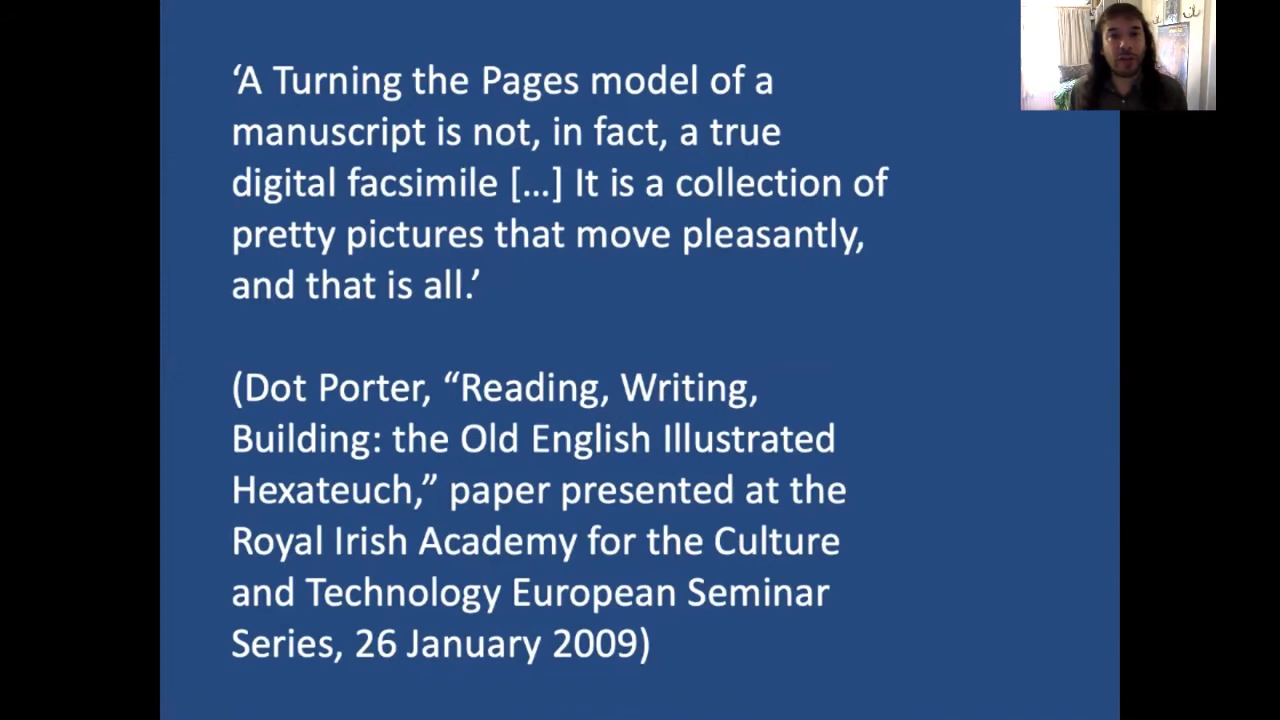 ‘A Turning the Pages model of a
manuscript is not, in fact, a true
digital facsimile […] It is a collection of
pretty pictures that move pleasantly,
and that is all.’
(Dot Porter, “Reading, Writing,
Building: the Old English Illustrated
Hexateuch,” paper presented at the
Royal Irish Academy for the Culture
and Technology European Seminar
Series, 26 January 2009)